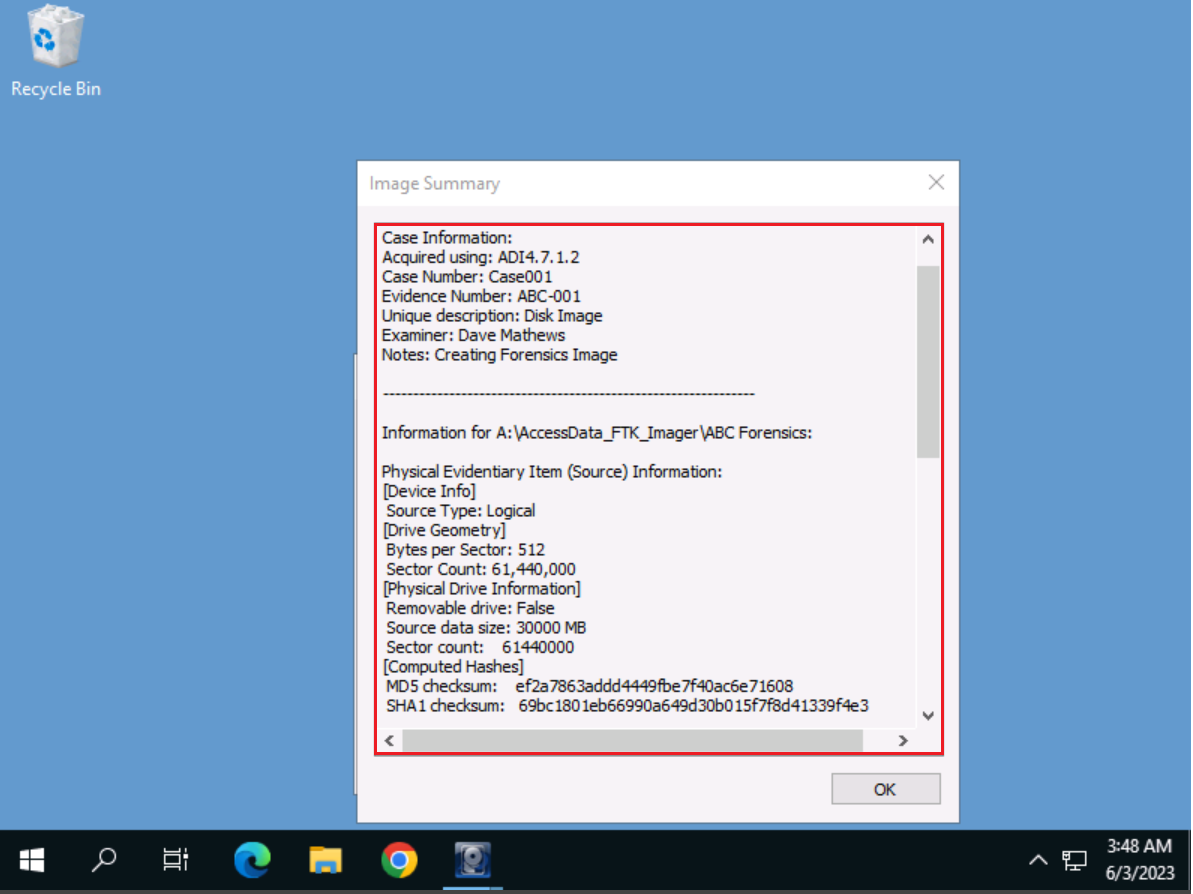 Recycle Bin
Image Summary
Case Information:
Acquired using: ADI4.7.1.2
Case Number: Case001
Evidence Number: ABC-001
Unique description: Disk Image
Examiner: Dave Mathews
Notes: Creating Forensics Image
--------------------------------------------------------------
Information for A:\AccessData_FTK_Imager\ABC Forensics:
Physical Evidentiary Item (Source) Information:
[Device Info]
Source Type: Logical
[Drive Geometry]
Bytes per Sector: 512
Sector Count: 61,440,000
[Physical Drive Information]
Removable drive: False
Source data size: 30000 MB
Sector count: 61440000
[Computed Hashes]
MD5 checksum: ef2a7863addd4449fbe7f40ac6e71608
SHA1 checksum: 69bc1801eb66990a649d30b015f7f8d41339f4e3
OK
3:48 AM
6/3/2023